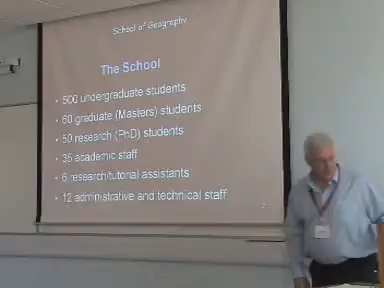 School of Geography
The School
• 500 undergraduate students
• 60 graduate (Masters) students
• 50 research (PhD) students
• 35 academic staff
• 6 research/tutorial assistants
• 12 administrative and technical staff